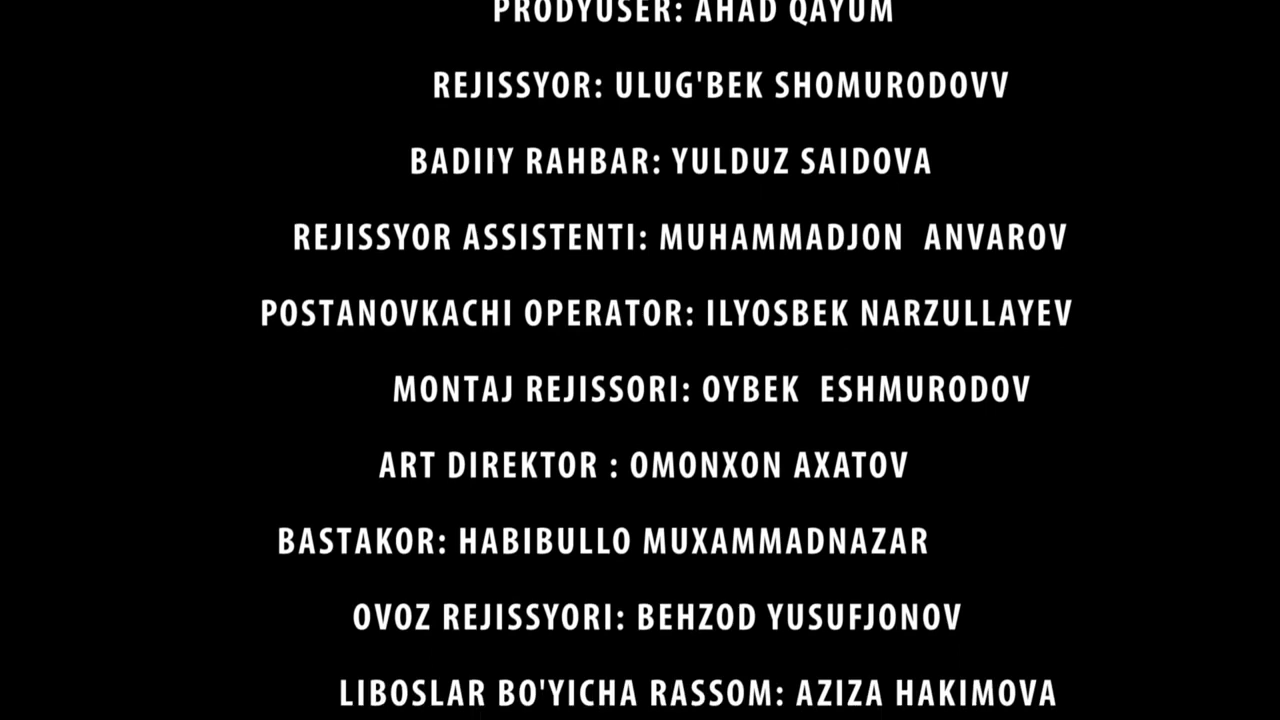 PRODYUSER: AHAD QAYUM
REJISSYOR: ULUG'BEK SHOMURODOVV
BADIIY RAHBAR: YULDUZ SAIDOVA
REJISSYOR ASSISTENTI: MUHAMMADJON  ANVAROV
POSTANOVKACHI OPERATOR: ILYOSBEK NARZULLAYEV
MONTAJ REJISSORI: OYBEK  ESHMURODOV
ART DIREKTOR : OMONXON AXATOV
BASTAKOR: HABIBULLO MUXAMMADNAZAR
OVOZ REJISSYORI: BEHZOD YUSUFJONOV
LIBOSLAR BO'YICHA RASSOM: AZIZA HAKIMOVA